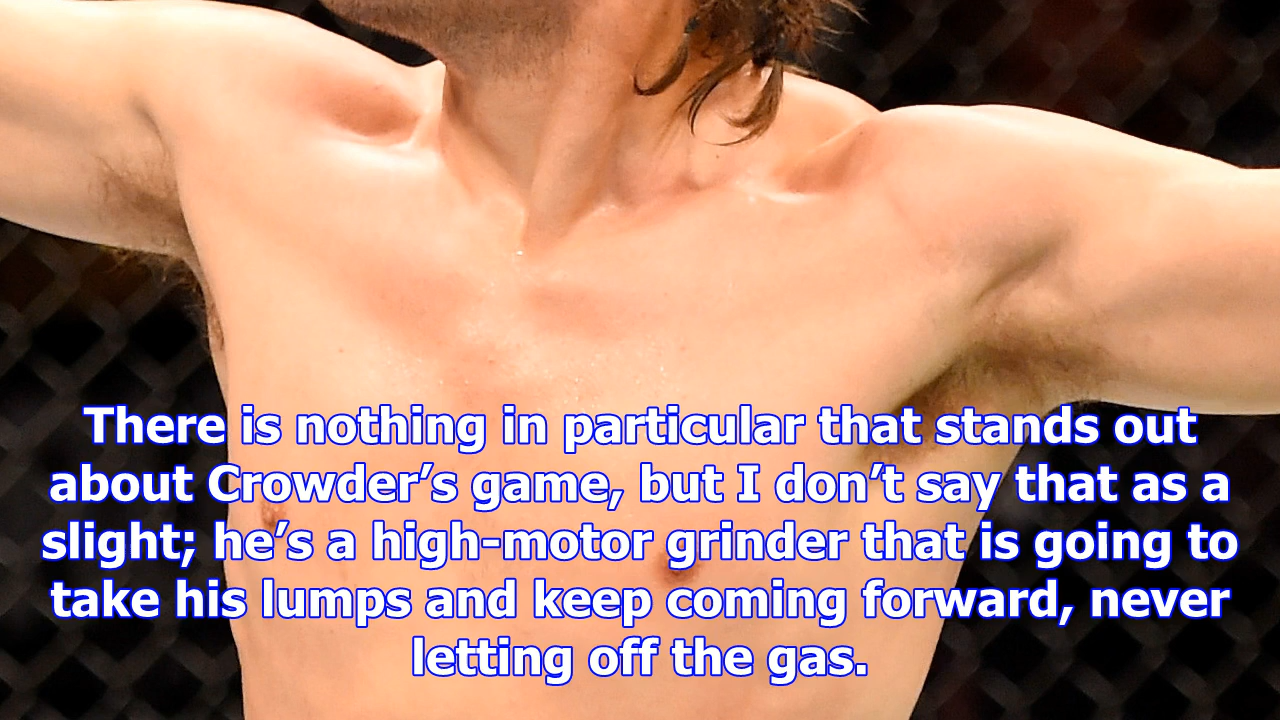 There is nothing in particular that stands out
about Crowder’s game, but I don’t say that as a
slight; he’s a high-motor grinder that is going to
take his lumps and keep coming forward, never
letting off the gas.